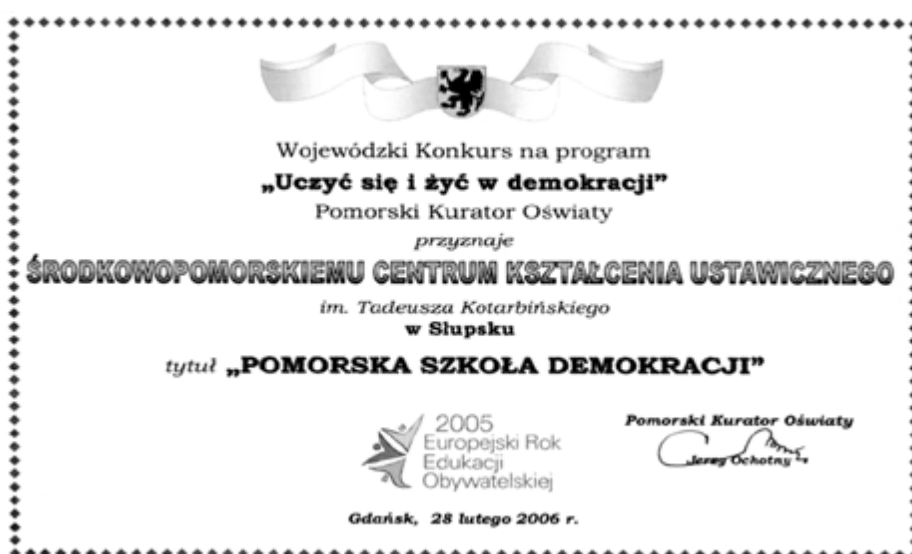 Wojewódzki Konkurs na program
„Uczyć się i żyć w demokracji”
Pomorski Kurator Oświaty
przyznaje
ŚRODKOWOPOMORSKIEMU CENTRUM KSZTAŁCENIA USTAWICZNEGO
im. Tadeusza Kotarbińskiego
w Słupsku
tytuł „POMORSKA SZKOŁA DEMOKRACJI”
2005
Europejski Rok
Edukacji
Obywatelskiej
Pomorski Kurator Oświaty
Jerzy Ochotny
Gdańsk, 28 lutego 2006 r.